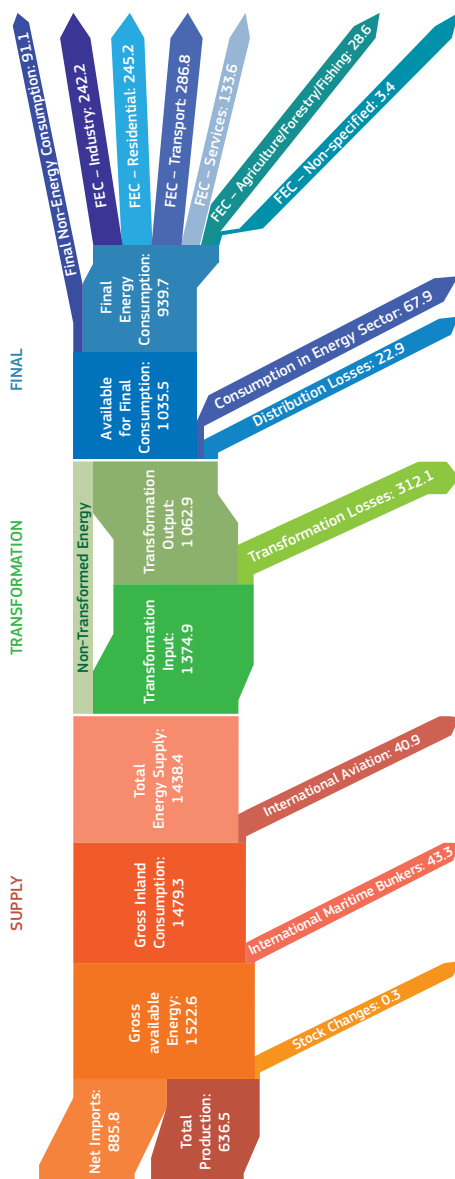 SUPPLY
TRANSFORMATION
FINAL
Net Imports:
885.8
Total
Production:
636.5
Gross
available
Energy:
1 522.6
Stock Changes: 0.3
Gross Inland
Consumption:
1 479.3
International Maritime Bunkers: 43.3
Total
Energy Supply:
1 438.4
International Aviation: 40.9
Non-Transformed Energy
Transformation
Input:
1 374.9
Transformation
Output:
1 062.9
Transformation Losses: 312.1
Available
for Final
Consumption:
1 035.5
Consumption in Energy Sector: 67.9
Distribution Losses: 22.9
Final
Energy
Consumption:
939.7
Final Non-Energy Consumption: 91.1
FEC – Industry: 242.2
FEC – Residential: 245.2
FEC – Transport: 286.8
FEC – Services: 133.6
FEC – Agriculture/Forestry/Fishing: 28.6
FEC – Non-specified: 3.4